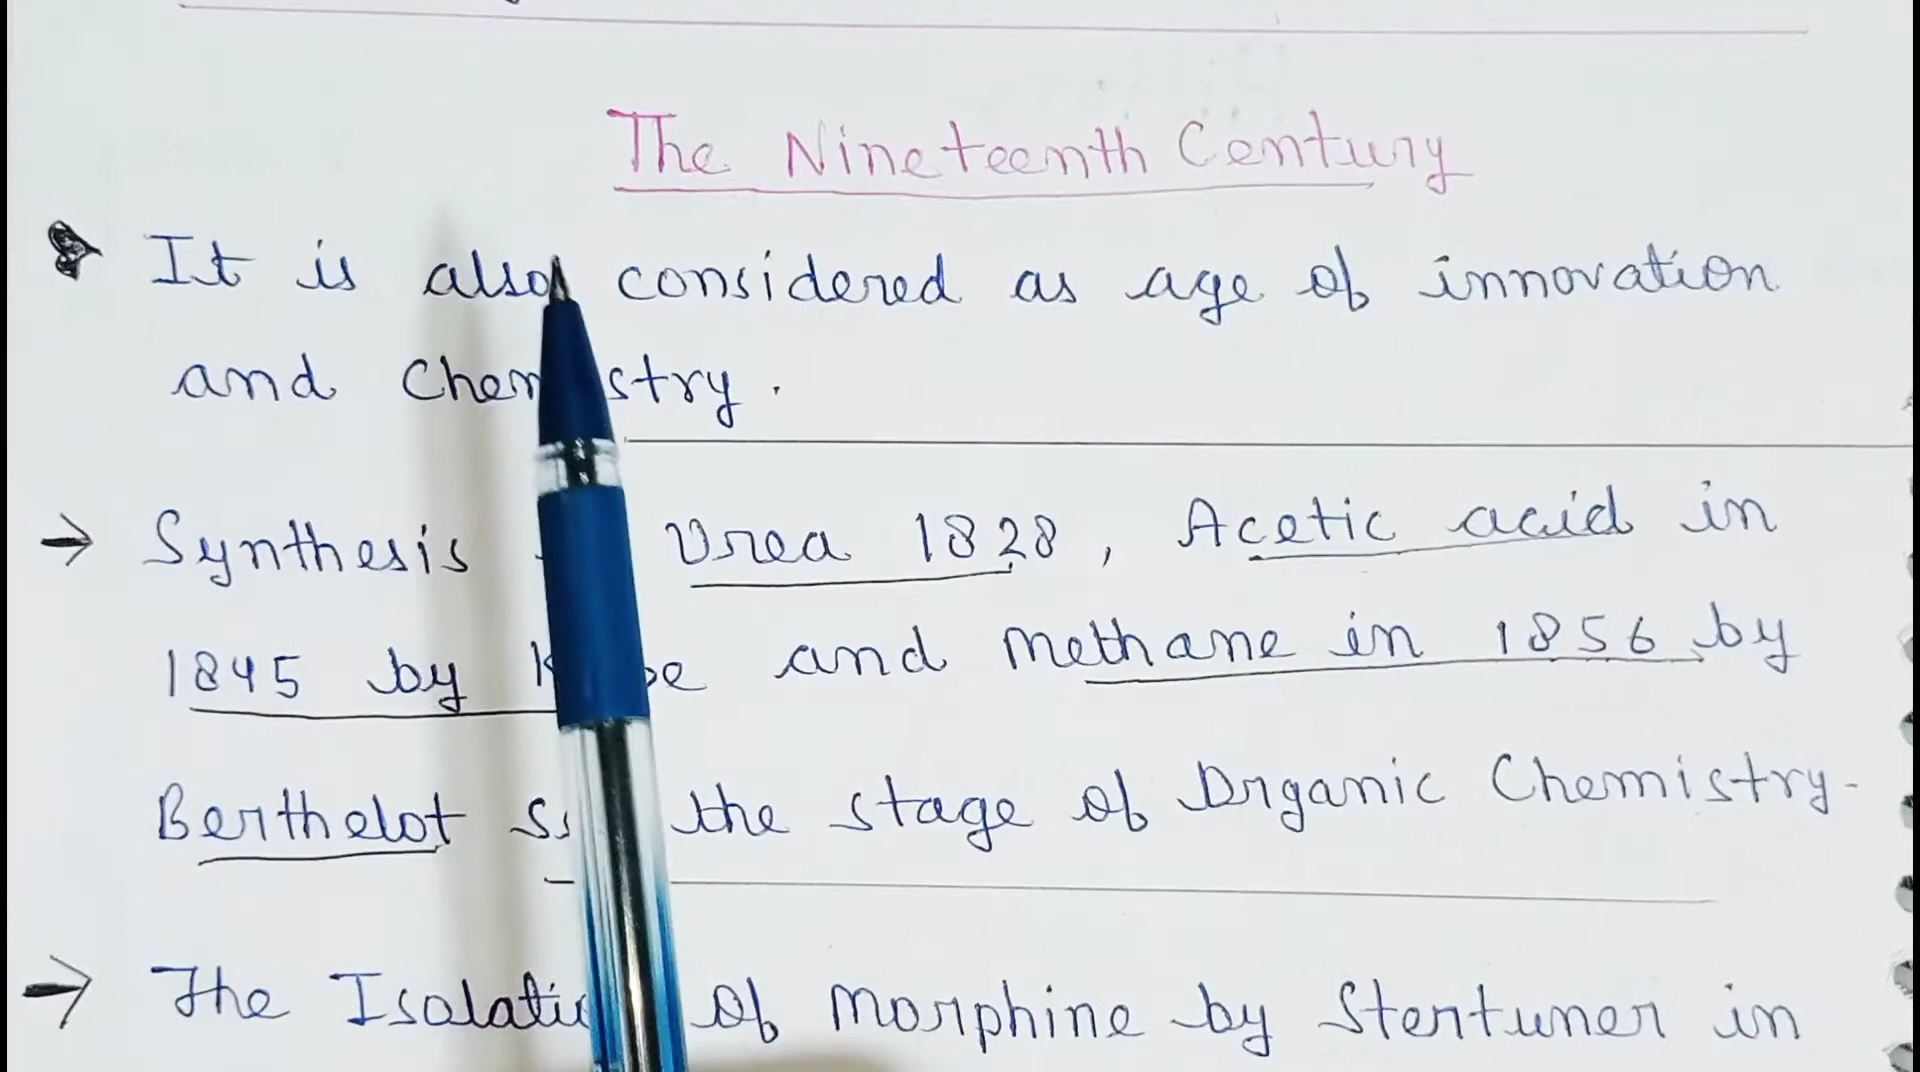 The Nineteenth Century
It is also considered as age of innovation
and Chemistry.
Synthesis Urea 1828, Acetic acid in
1845 by and Methane in 1856 by
Berthelot the stage of Organic Chemistry-
The Isolation of Morphine by Stertuner in